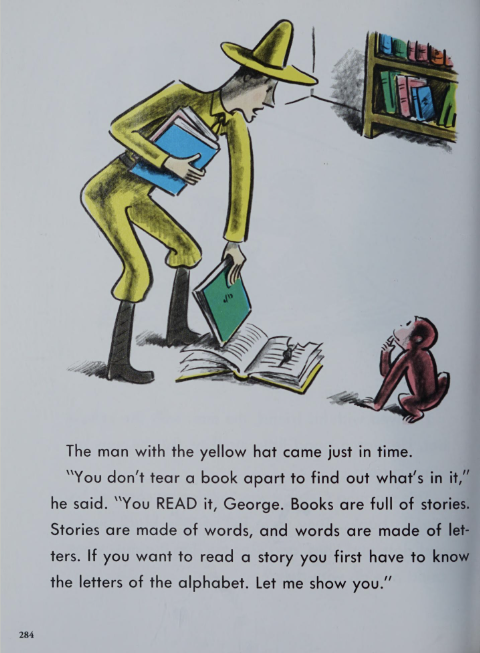 The man with the yellow hat came just in time.
"You don't tear a book apart to find out what's in it,"
he said. "You READ it, George. Books are full of stories.
Stories are made of words, and words are made of let-
ters. If you want to read a story you first have to know
the letters of the alphabet. Let me show you."
284